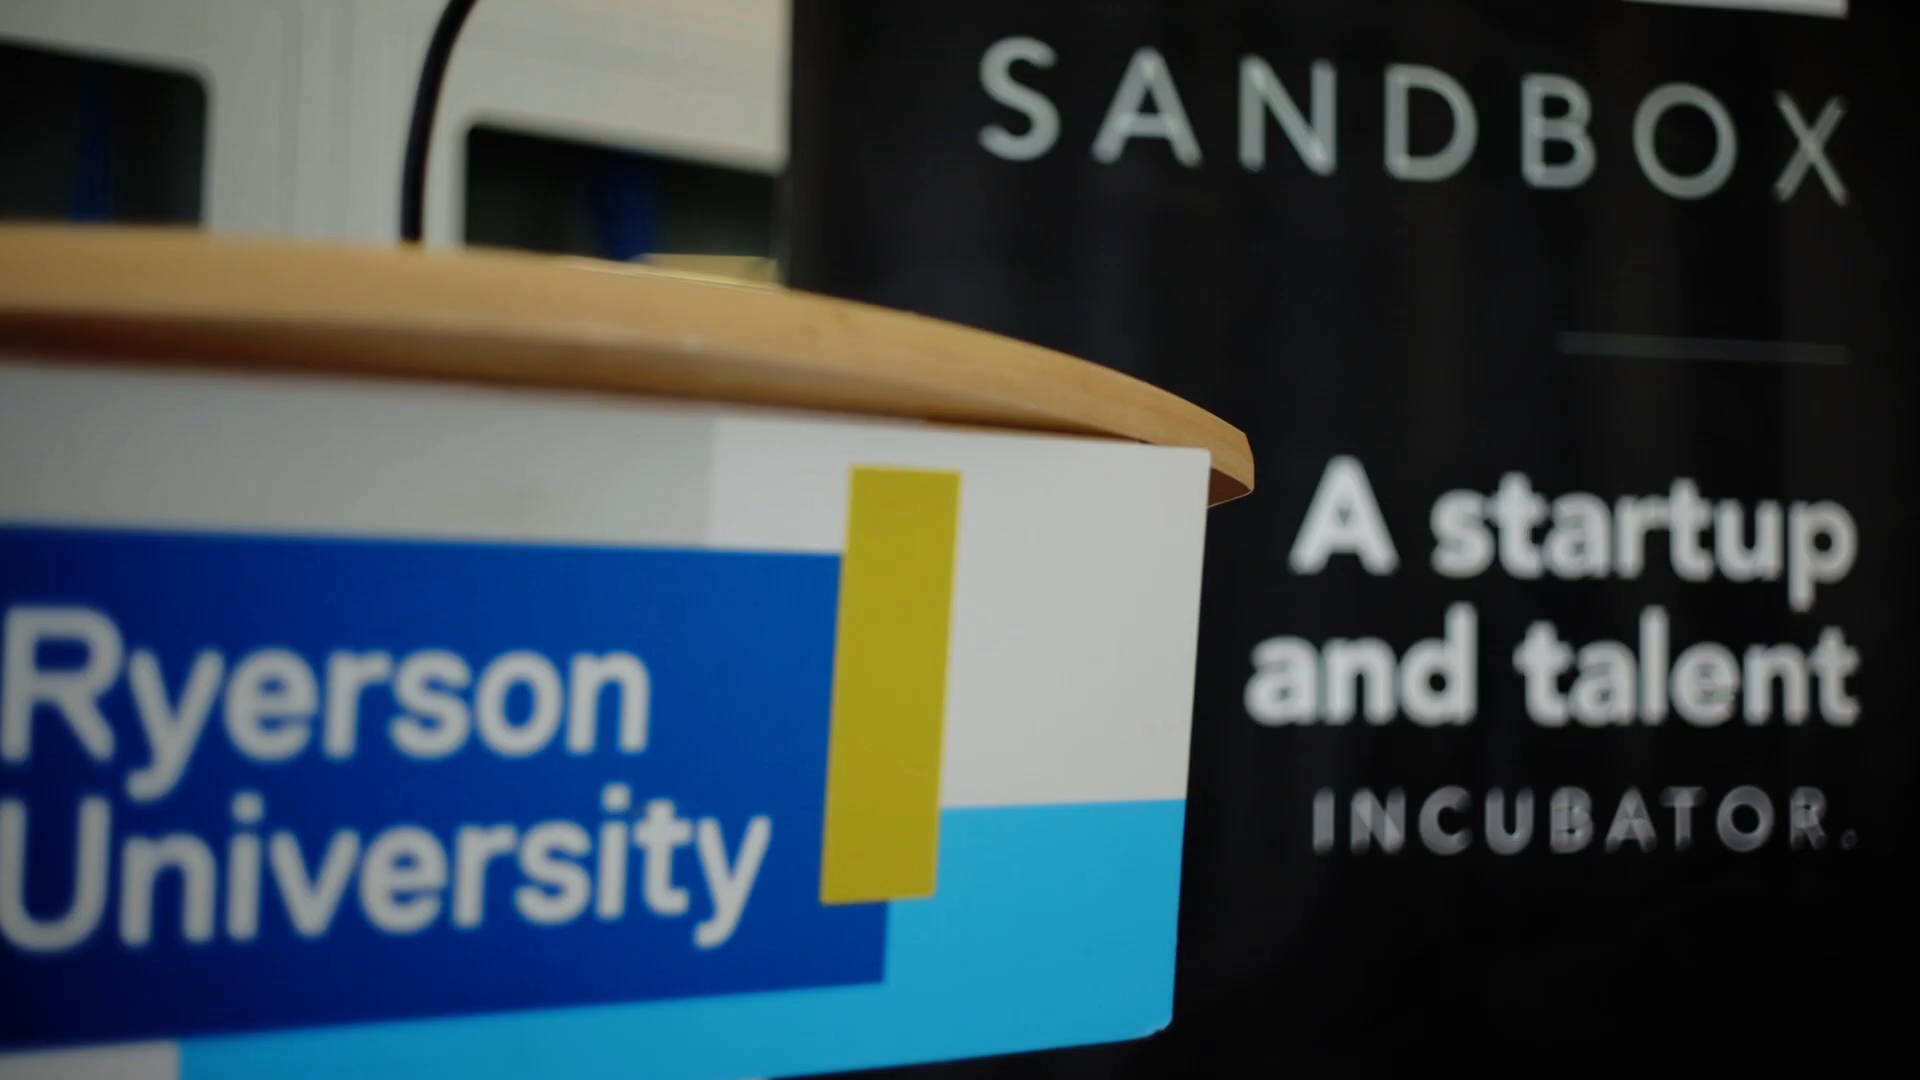 SANDBOX
A startup
and talent
INCUBATOR.
Ryerson
University